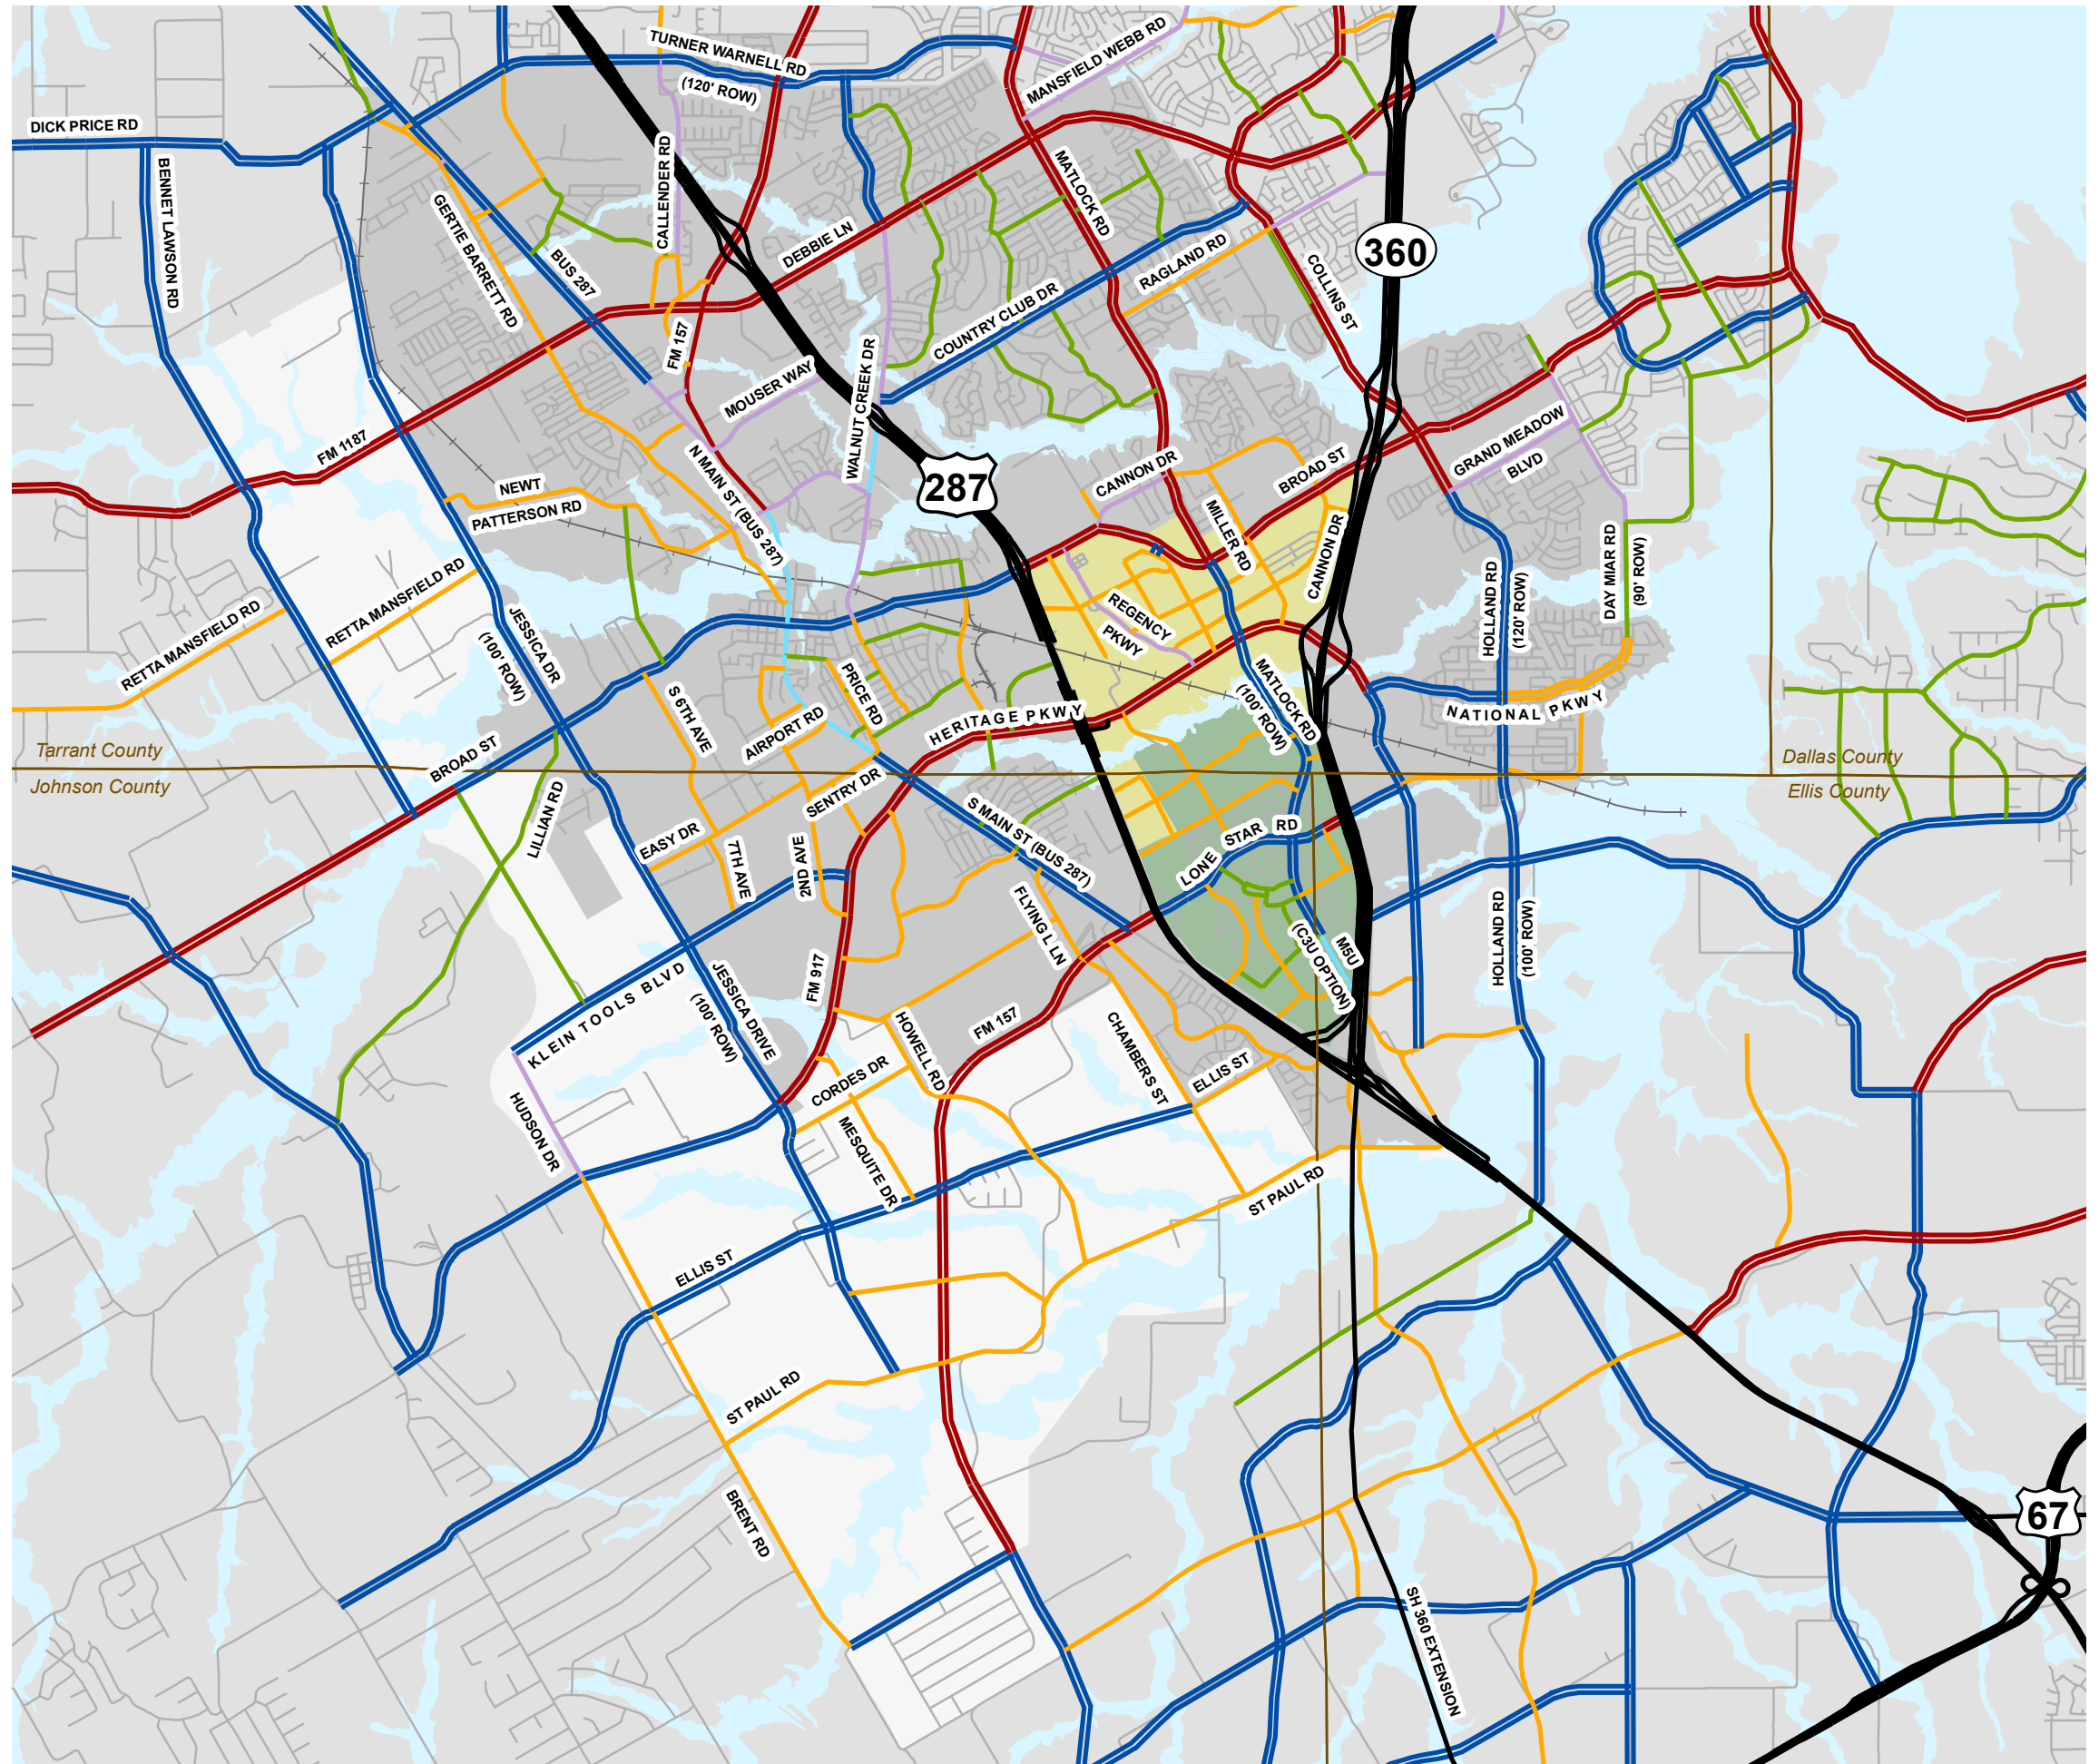 TURNER WARNELL RD
(120' ROW)
MANSFIELD WEBB RD
DICK PRICE RD
BENNET LAWSON RD
CALLENDER RD
GERTIE BARRETT RD
BUS 287
DEBBIE LN
MATLOCK RD
RAGLAND RD
360
COLLINS ST
COUNTRY CLUB DR
FM 157
MOUSER WAY
WALNUT CREEK DR
FM 1187
N MAIN ST (BUS 287)
287
CANNON DR
BROAD ST
GRAND MEADOW
BLVD
NEWT
PATTERSON RD
MILLER RD
CANNON DR
DAY MIAR RD
(90' ROW)
HOLLAND RD
(120' ROW)
RETTA MANSFIELD RD
RETTA MANSFIELD RD
JESSICA DR
(100' ROW)
REGENCY
PKWY
MATLOCK RD
(100' ROW)
S 6TH AVE
PRICE RD
AIRPORT RD
HERITAGE PKWY
NATIONAL PKWY
Tarrant County
Johnson County
Dallas County
Ellis County
BROAD ST
LILLIAN RD
SENTRY DR
S MAIN ST (BUS 287)
EASY DR
7TH AVE
2ND AVE
LONE STAR RD
FLYING L LN
M5U
(C3U OPTION)
HOLLAND RD
(100' ROW)
KLEIN TOOLS BLVD
JESSICA DRIVE
(100' ROW)
FM 917
HOWELL RD
FM 157
CHAMBERS ST
ELLIS ST
CORDES DR
HUDSON DR
MESQUITE DR
ST PAUL RD
ELLIS ST
ST PAUL RD
BRENT RD
67
SH 360 EXTENSION